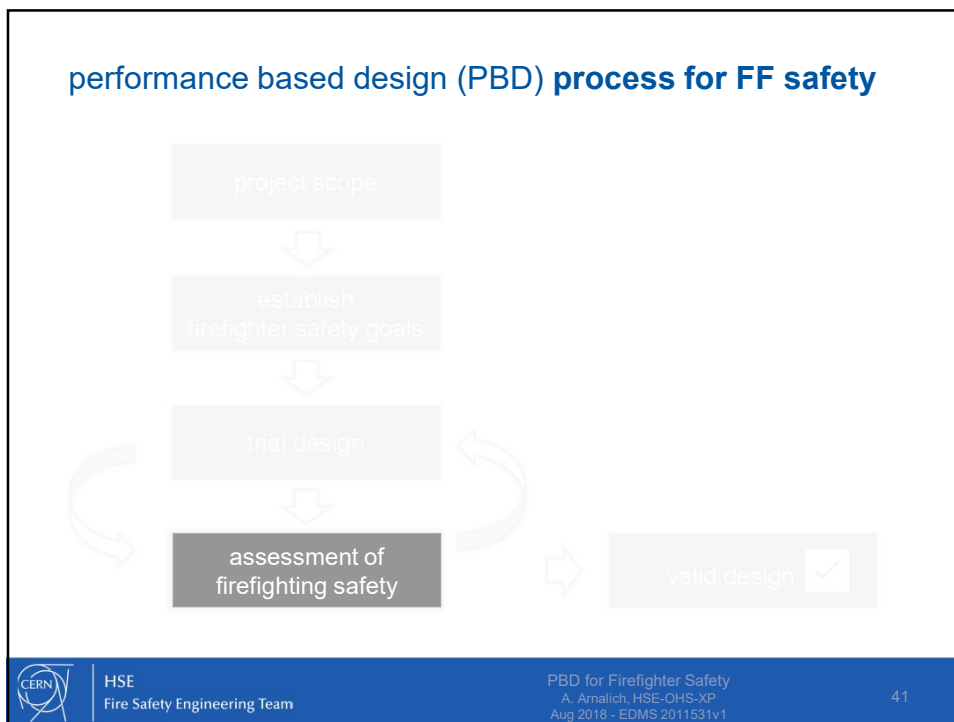 performance based design (PBD) process for FF safety
project scope
establish
firefighter safety goals
trial design
assessment of
firefighting safety
valid design
CERN
HSE
Fire Safety Engineering Team
PBD for Firefighter Safety
A. Arnalich, HSE-OHS-XP
Aug 2018 - EDMS 2011531v1
41